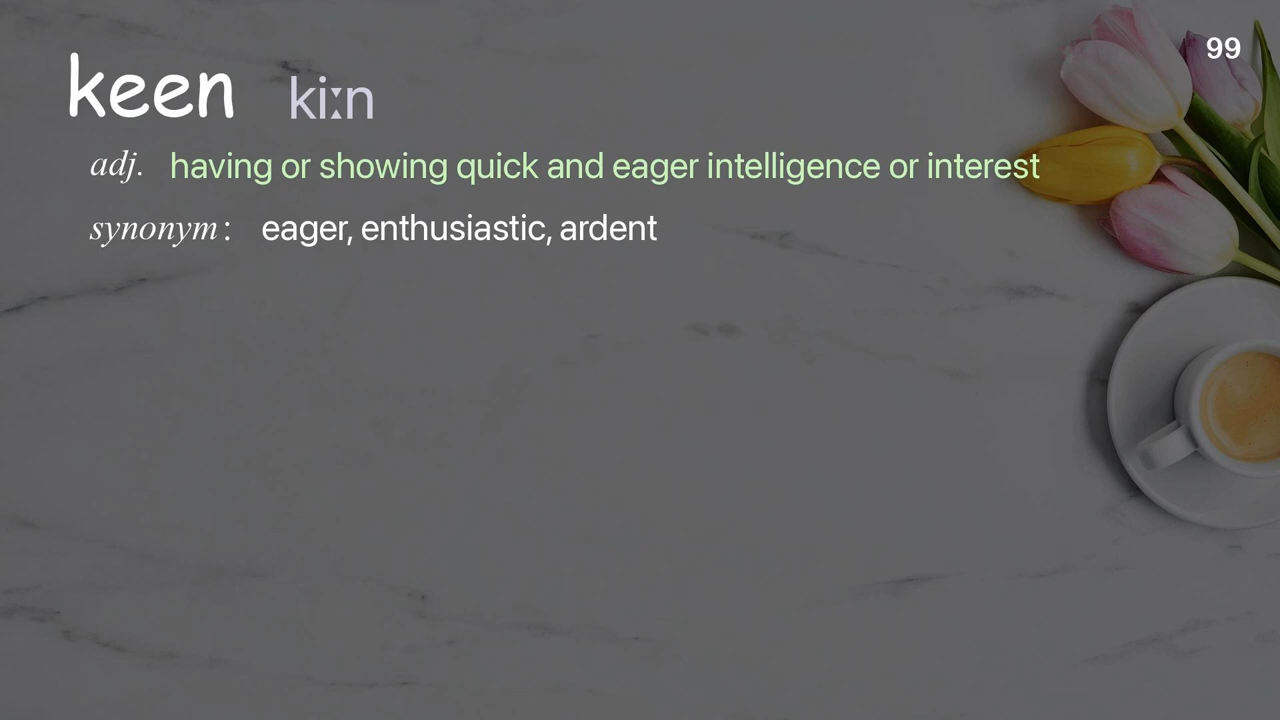 99
keen kiːn
adj. having or showing quick and eager intelligence or interest
synonym : eager, enthusiastic, ardent